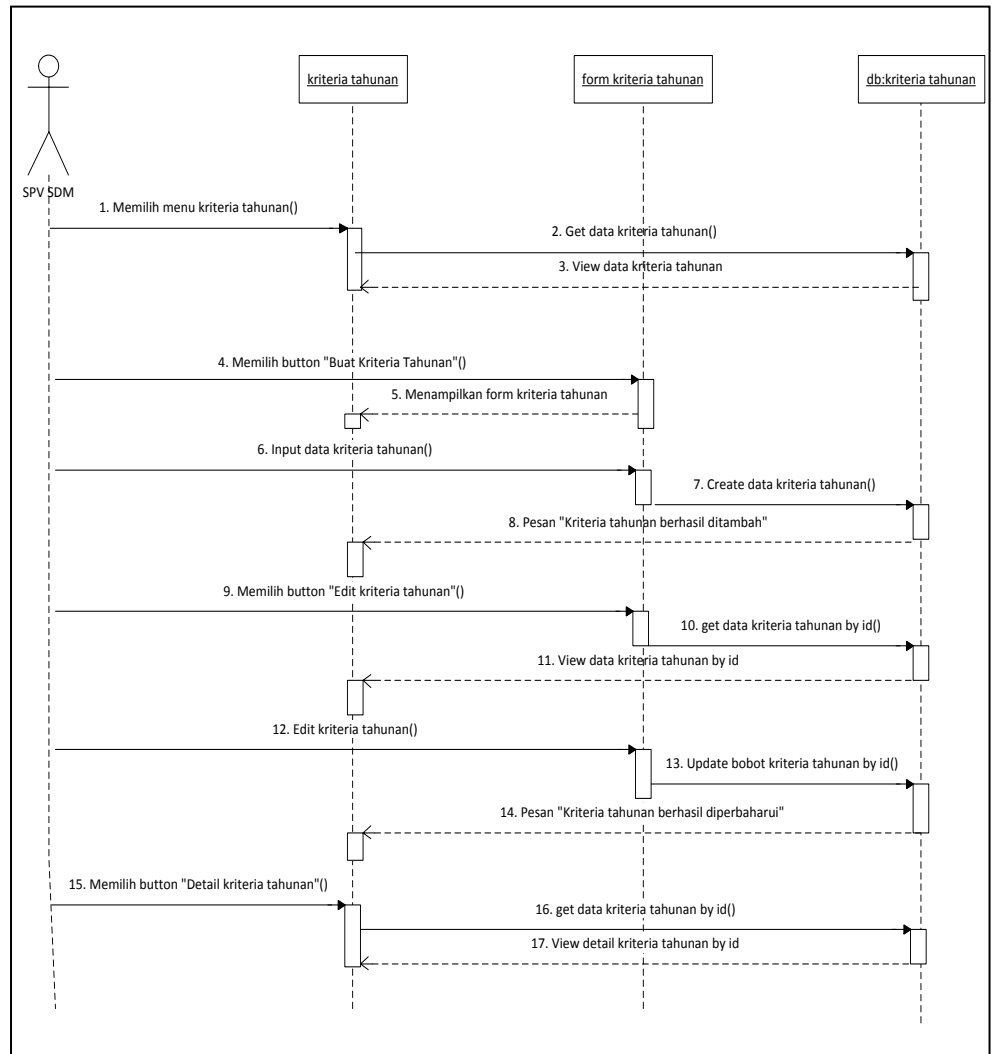 kriteria tahunan
form kriteria tahunan
db:kriteria tahunan
SPV SDM
1. Memilih menu kriteria tahunan()
2. Get data kriteria tahunan()
3. View data kriteria tahunan
4. Memilih button "Buat Kriteria Tahunan"()
5. Menampilkan form kriteria tahunan
6. Input data kriteria tahunan()
7. Create data kriteria tahunan()
8. Pesan "Kriteria tahunan berhasil ditambah"
9. Memilih button "Edit kriteria tahunan"()
10. get data kriteria tahunan by id()
11. View data kriteria tahunan by id
12. Edit kriteria tahunan()
13. Update bobot kriteria tahunan by id()
14. Pesan "Kriteria tahunan berhasil diperbaharui"
15. Memilih button "Detail kriteria tahunan"()
16. get data kriteria tahunan by id()
17. View detail kriteria tahunan by id